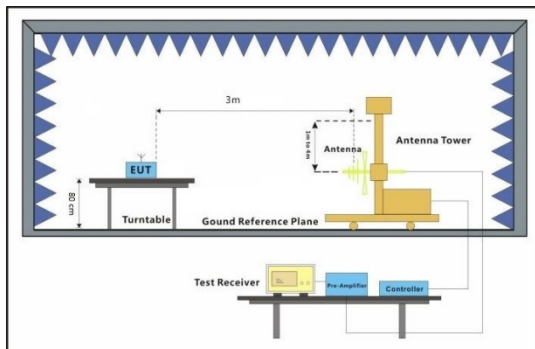 3m
1m to 4m
Antenna
Antenna Tower
EUT
80 cm
Turntable
Gound Reference Plane
Test Receiver
Pre-Amplifier
Controller